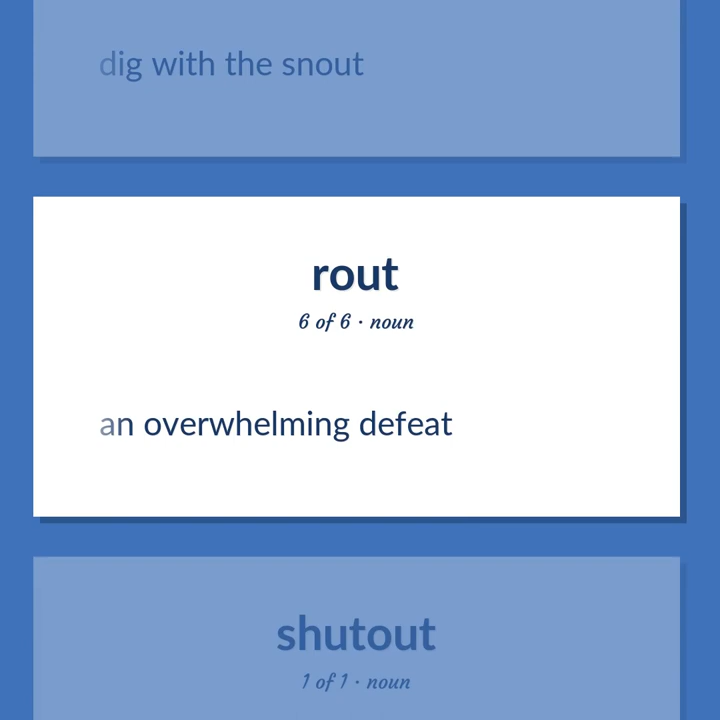 dig with the snout
rout
6 of 6 · noun
an overwhelming defeat
shutout
1 of 1 · noun